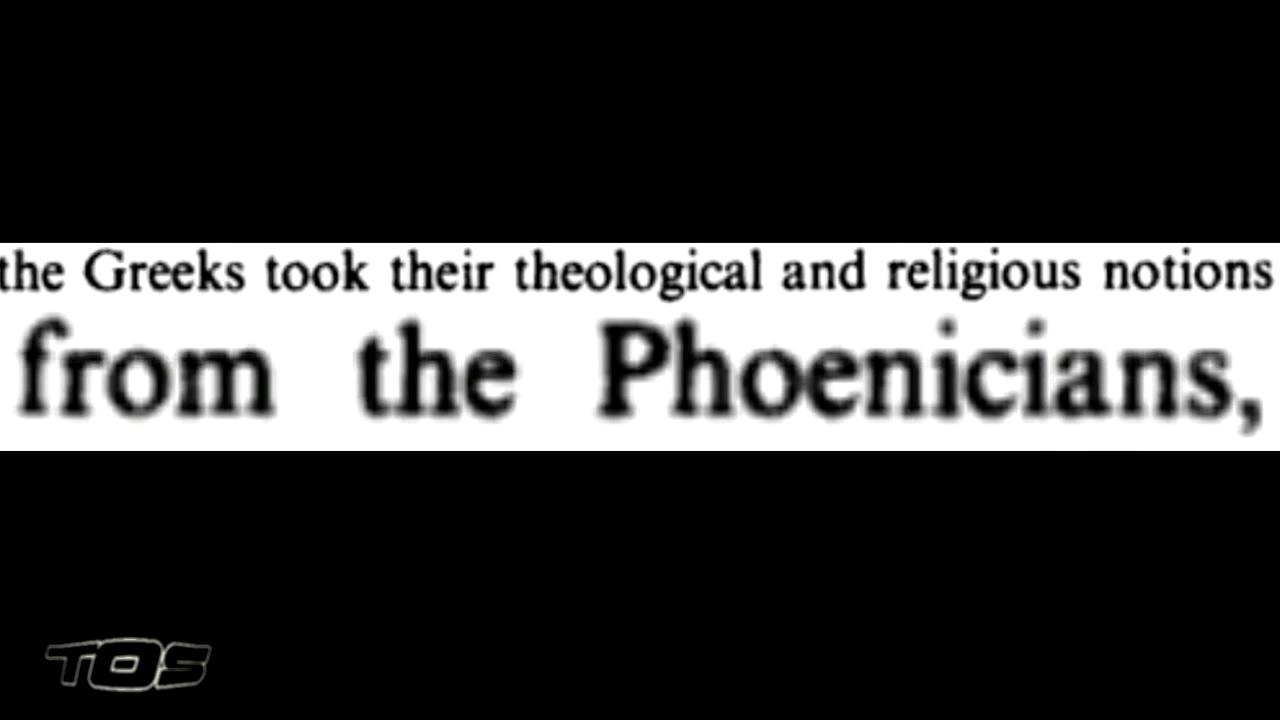 the Greeks took their theological and religious notions
from the Phoenicians,
TOS